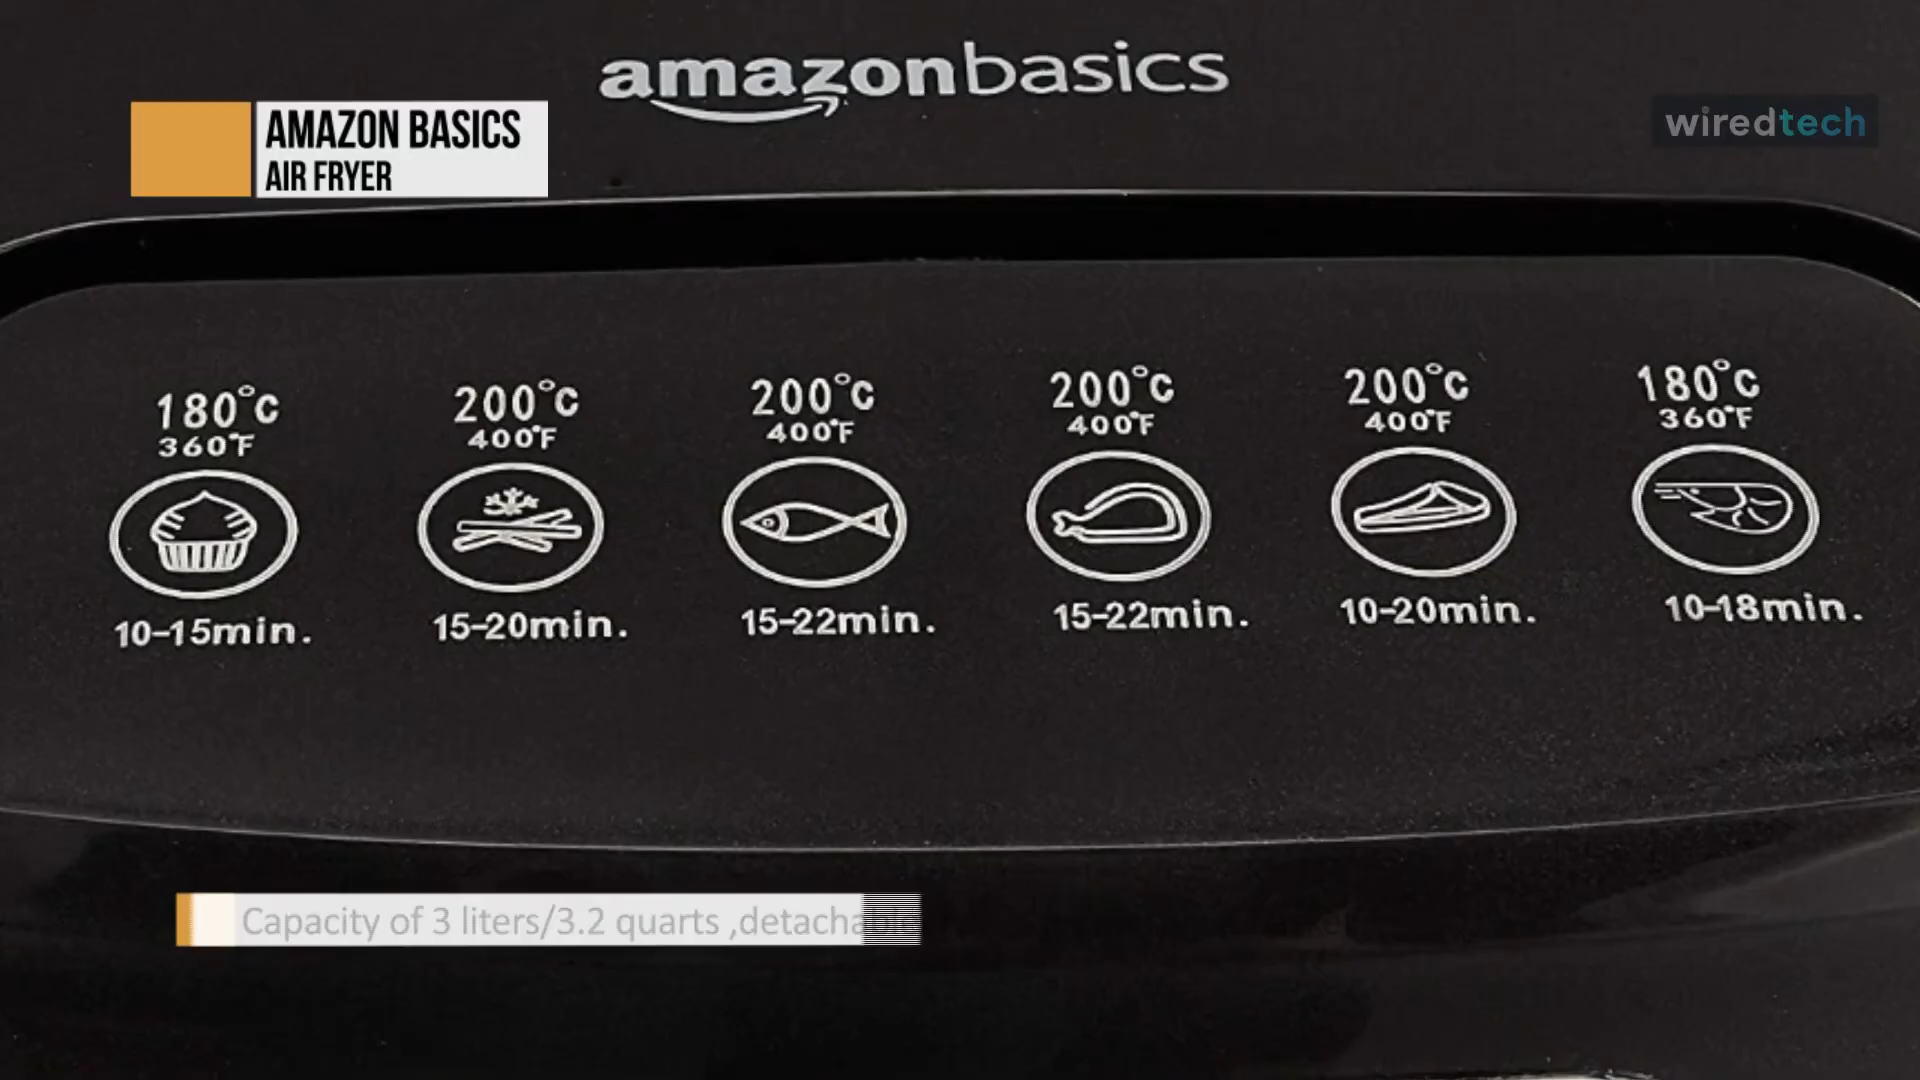 amazonbasics
AMAZON BASICS
AIR FRYER
wiredtech
180°C 200°C 200°C 200°C 200°C 180°C
360°F 400°F 400°F 400°F 400°F 360°F
10-15min. 15-20min. 15-22min. 15-22min. 10-20min. 10-18min.
Capacity of 3 liters/3.2 quarts ,detachable